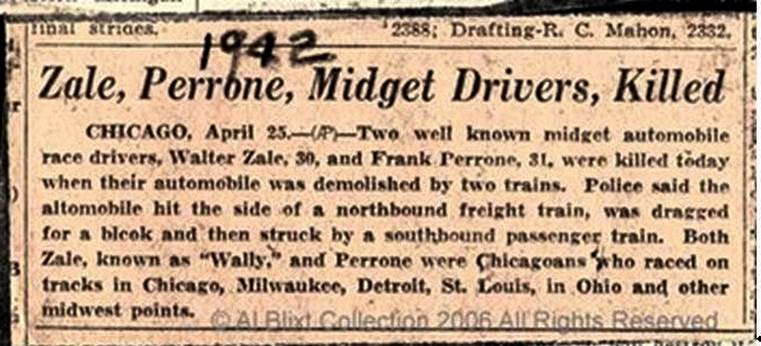 final strides.
2388; Drafting-R. C. Mahon, 2332.
1942
Zale, Perrone, Midget Drivers, Killed
CHICAGO, April 25.—(AP)—Two well known midget automobile
race drivers, Walter Zale, 30, and Frank Perrone, 31, were killed today
when their automobile was demolished by two trains. Police said the
altomobile hit the side of a northbound freight train, was dragged
for a blcok and then struck by a southbound passenger train. Both
Zale, known as "Wally," and Perrone were Chicagoans who raced on
tracks in Chicago, Milwaukee, Detroit, St. Louis, in Ohio and other
midwest points.
© Al Blixt Collection 2006 All Rights Reserved